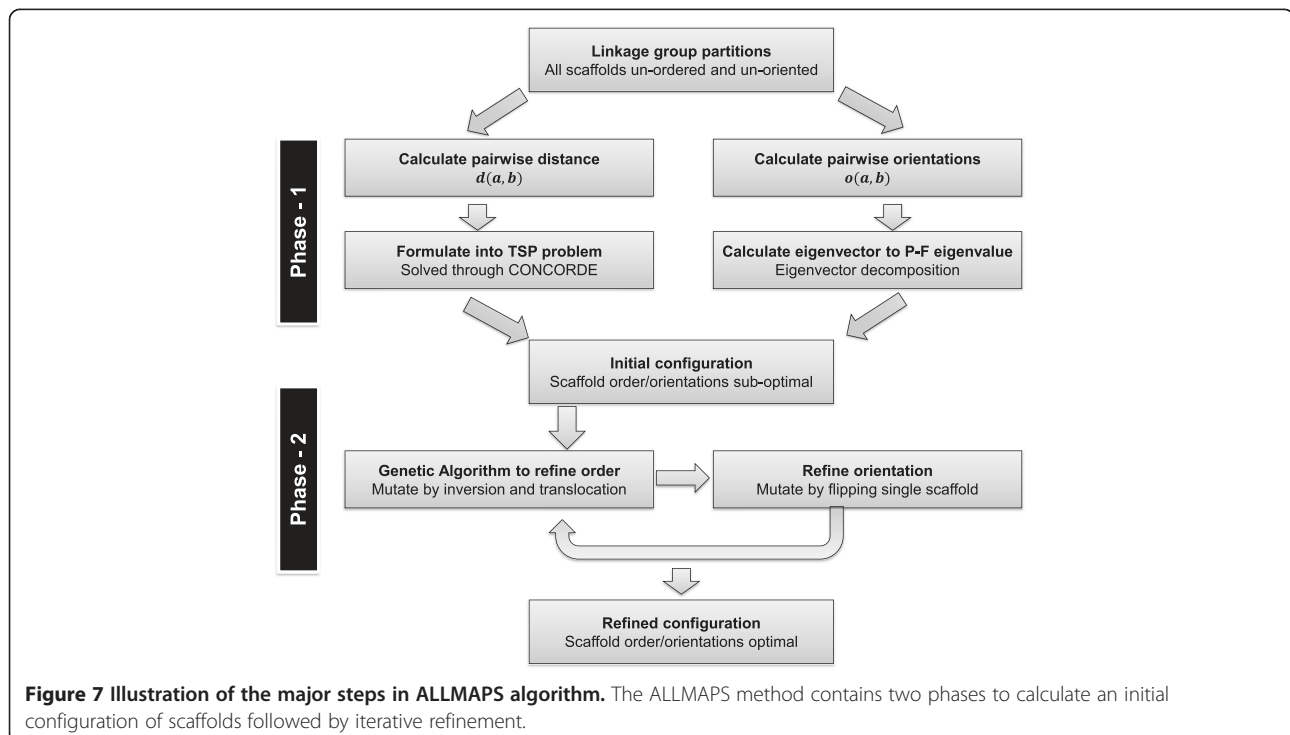 Linkage group partitions
All scaffolds un-ordered and un-oriented
Phase - 1
Calculate pairwise distance
d(a,b)
Calculate pairwise orientations
o(a,b)
Formulate into TSP problem
Solved through CONCORDE
Calculate eigenvector to P-F eigenvalue
Eigenvector decomposition
Initial configuration
Scaffold order/orientations sub-optimal
Phase - 2
Genetic Algorithm to refine order
Mutate by inversion and translocation
Refine orientation
Mutate by flipping single scaffold
Refined configuration
Scaffold order/orientations optimal
Figure 7 Illustration of the major steps in ALLMAPS algorithm. The ALLMAPS method contains two phases to calculate an initial
configuration of scaffolds followed by iterative refinement.